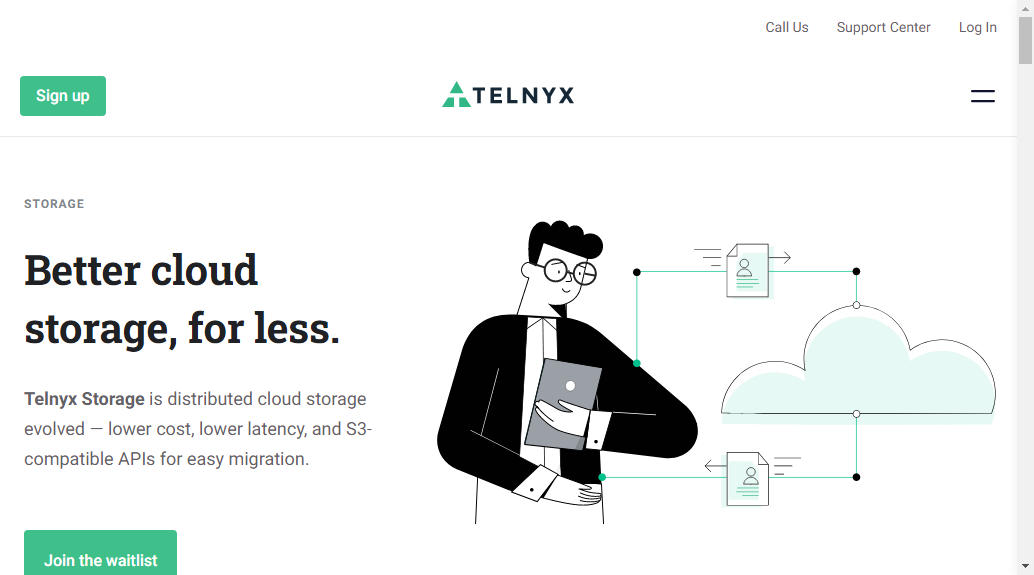 Call Us Support Center Log In
Sign up
TELNYX
STORAGE
Better cloud
storage, for less.
Telnyx Storage is distributed cloud storage
evolved — lower cost, lower latency, and S3-
compatible APIs for easy migration.
Join the waitlist